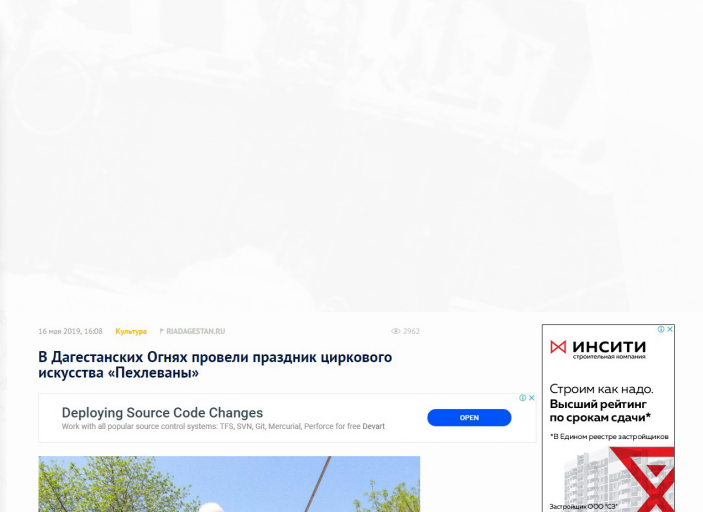 16 мая 2019, 16:08 Культура RIADAGESTAN.RU 2962
В Дагестанских Огнях провели праздник циркового
искусства «Пехлеваны»
Deploying Source Code Changes
Work with all popular source control systems: TFS, SVN, Git, Mercurial, Perforce for free Devart
OPEN
ИНСИТИ
строительная компания
Строим как надо.
Высший рейтинг
по срокам сдачи*
*В Едином реестре застройщиков
Застройщик ООО "СЗ"